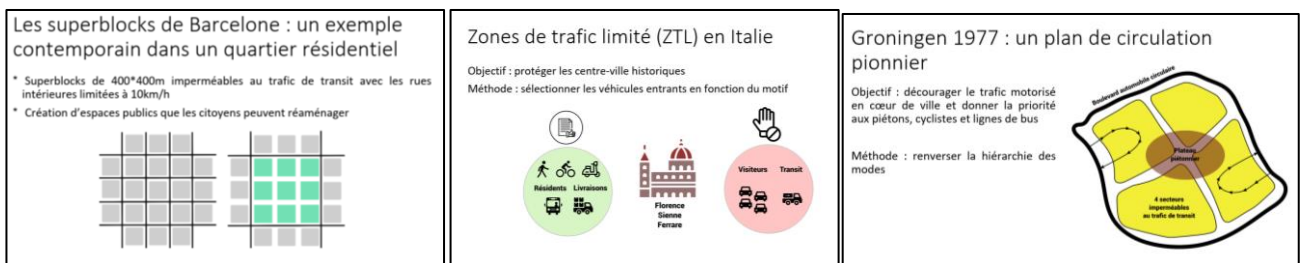 Les superblocks de Barcelone : un exemple
contemporain dans un quartier résidentiel
* Superblocks de 400*400m imperméables au trafic de transit avec les rues
intérieures limitées à 10km/h
* Création d'espaces publics que les citoyens peuvent réaménager
Zones de trafic limité (ZTL) en Italie
Objectif : protéger les centre-ville historiques
Méthode : sélectionner les véhicules entrants en fonction du motif
Résidents Livraisons
Florence
Sienne
Ferrare
Visiteurs Transit
Groningen 1977 : un plan de circulation
pionnier
Objectif : décourager le trafic motorisé
en cœur de ville et donner la priorité
aux piétons, cyclistes et lignes de bus
Méthode : renverser la hiérarchie des
modes
Boulevard automobile circulaire
Plateau
piétonnier
4 secteurs
imperméables
au trafic de transit